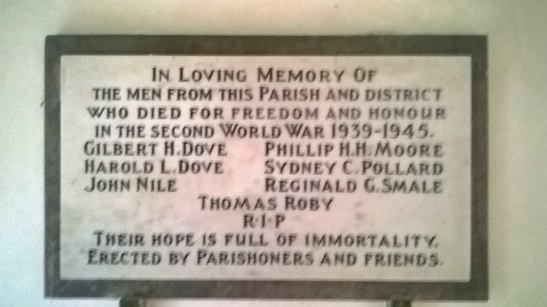 In Loving Memory Of
the men from this Parish and district
who died for freedom and honour
in the second World War 1939-1945.
Gilbert H. Dove Phillip H.H. Moore
Harold L. Dove Sydney C. Pollard
John Nile Reginald G. Smale
Thomas Roby
R·I·P
Their hope is full of immortality.
Erected by Parishoners and friends.